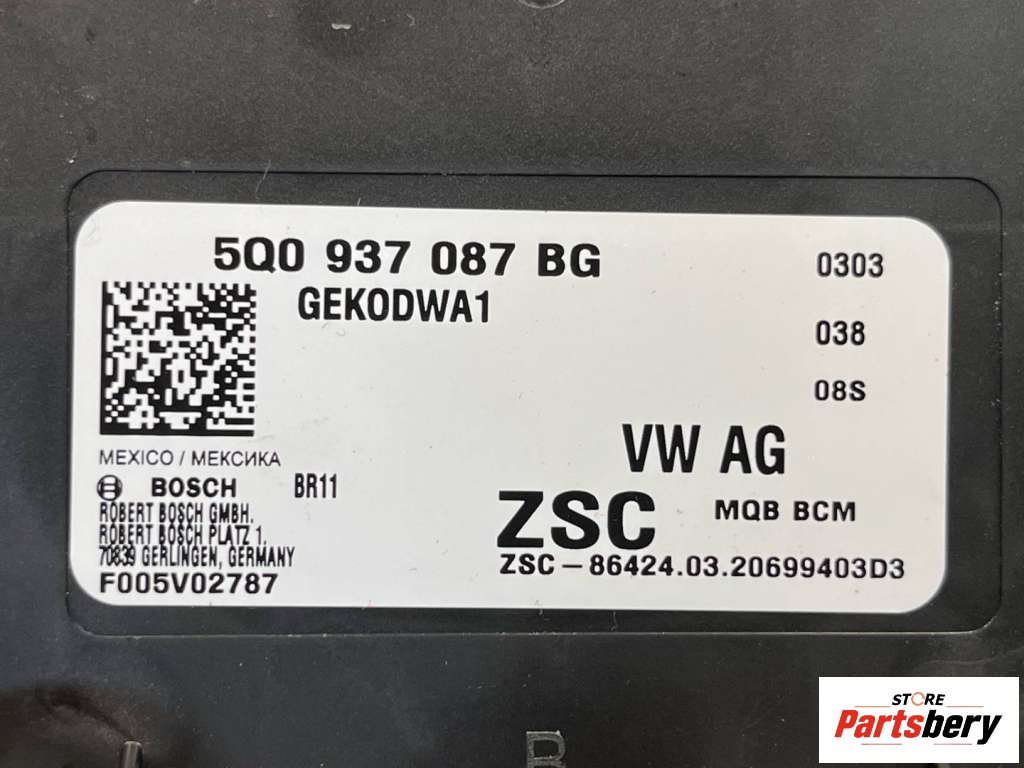 5Q0 937 087 BG
0303
GEKODWA1
038
08S
VW AG
MEXICO / МЕКСИКА
BOSCH BR11
ROBERT BOSCH GMBH.
ROBERT BOSCH PLATZ 1.
70839 GERLINGEN, GERMANY
F005V02787
ZSC MQB BCM
ZSC-86424.03.20699403D3
B
STORE
Partsbery